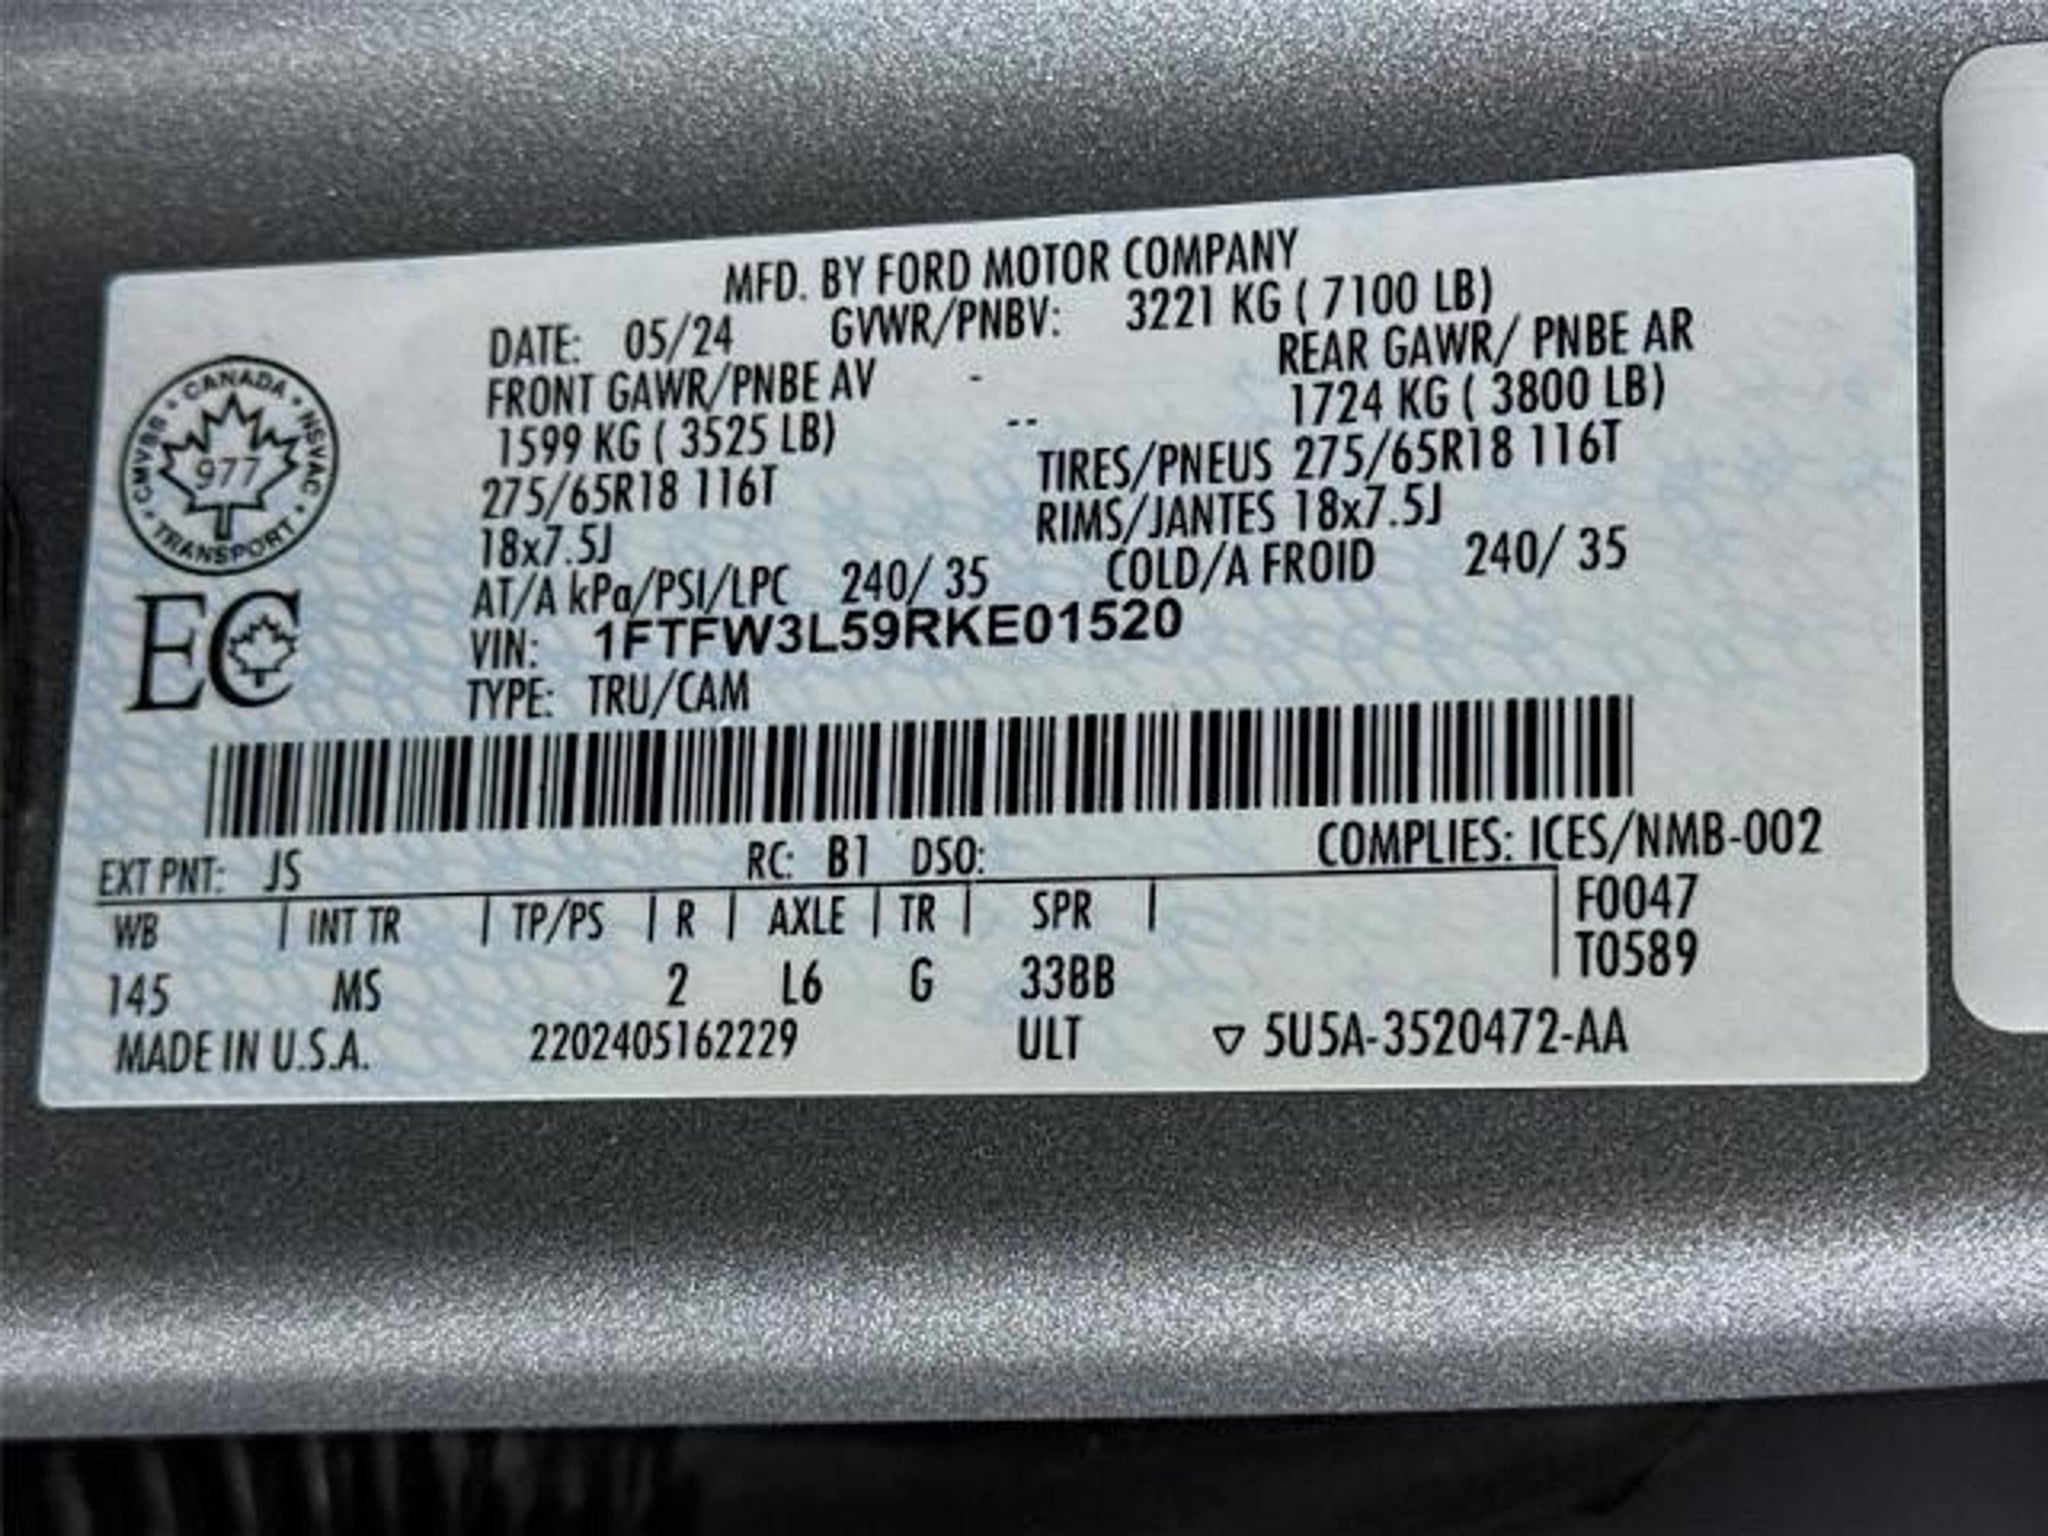 MFD. BY FORD MOTOR COMPANY
DATE: 05/24 GVWR/PNBV: 3221 KG ( 7100 LB)
FRONT GAWR/PNBE AV - REAR GAWR/ PNBE AR
1599 KG ( 3525 LB) -- 1724 KG ( 3800 LB)
275/65R18 116T TIRES/PNEUS 275/65R18 116T
18x7.5J RIMS/JANTES 18x7.5J
AT/A kPa/PSI/LPC 240/ 35 COLD/A FROID 240/ 35
VIN: 1FTFW3L59RKE01520
TYPE: TRU/CAM
CMVSS • CANADA • NSVAC • TRANSPORT •
977
EC
EXT PNT: JS RC: B1 DSO: COMPLIES: ICES/NMB-002
WB | INT TR | TP/PS | R | AXLE | TR | SPR | F0047
T0589
145 MS 2 L6 G 33BB
MADE IN U.S.A. 2202405162229 ULT ▽ 5U5A-3520472-AA